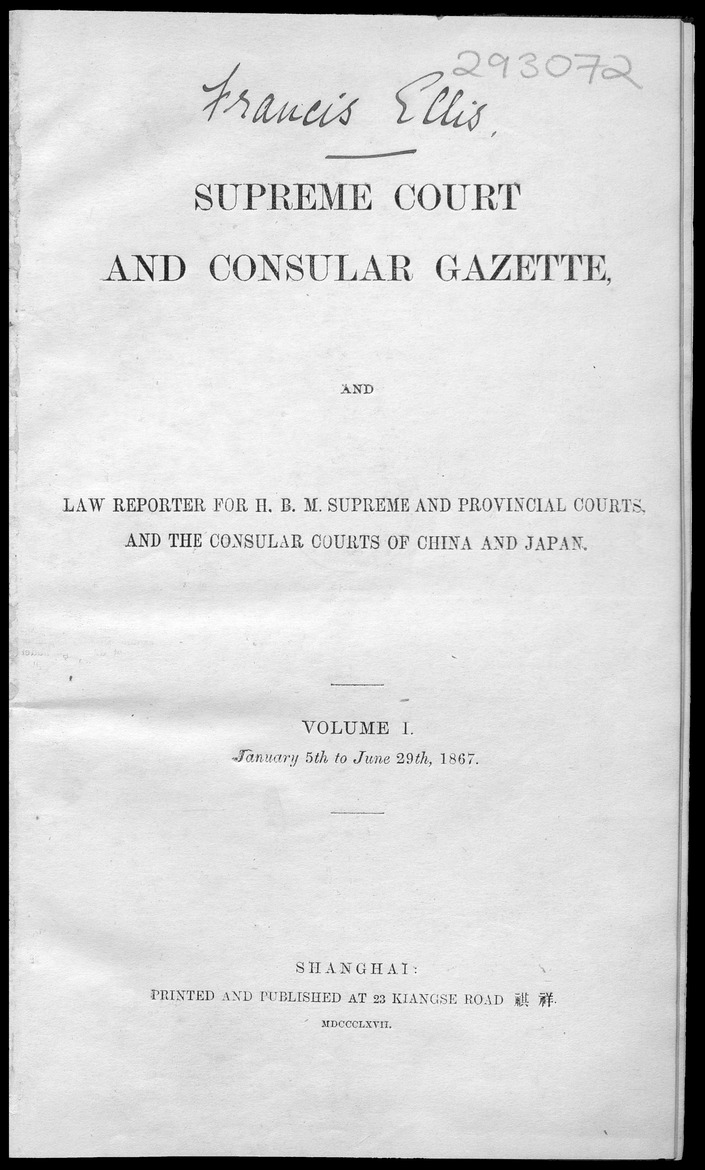 293072
Francis Ellis.
SUPREME COURT
AND CONSULAR GAZETTE,
AND
LAW REPORTER FOR H. B. M. SUPREME AND PROVINCIAL COURTS,
AND THE CONSULAR COURTS OF CHINA AND JAPAN.
VOLUME I.
January 5th to June 29th, 1867.
SHANGHAI:
PRINTED AND PUBLISHED AT 23 KIANGSE ROAD 祺祥.
MDCCCLXVII.